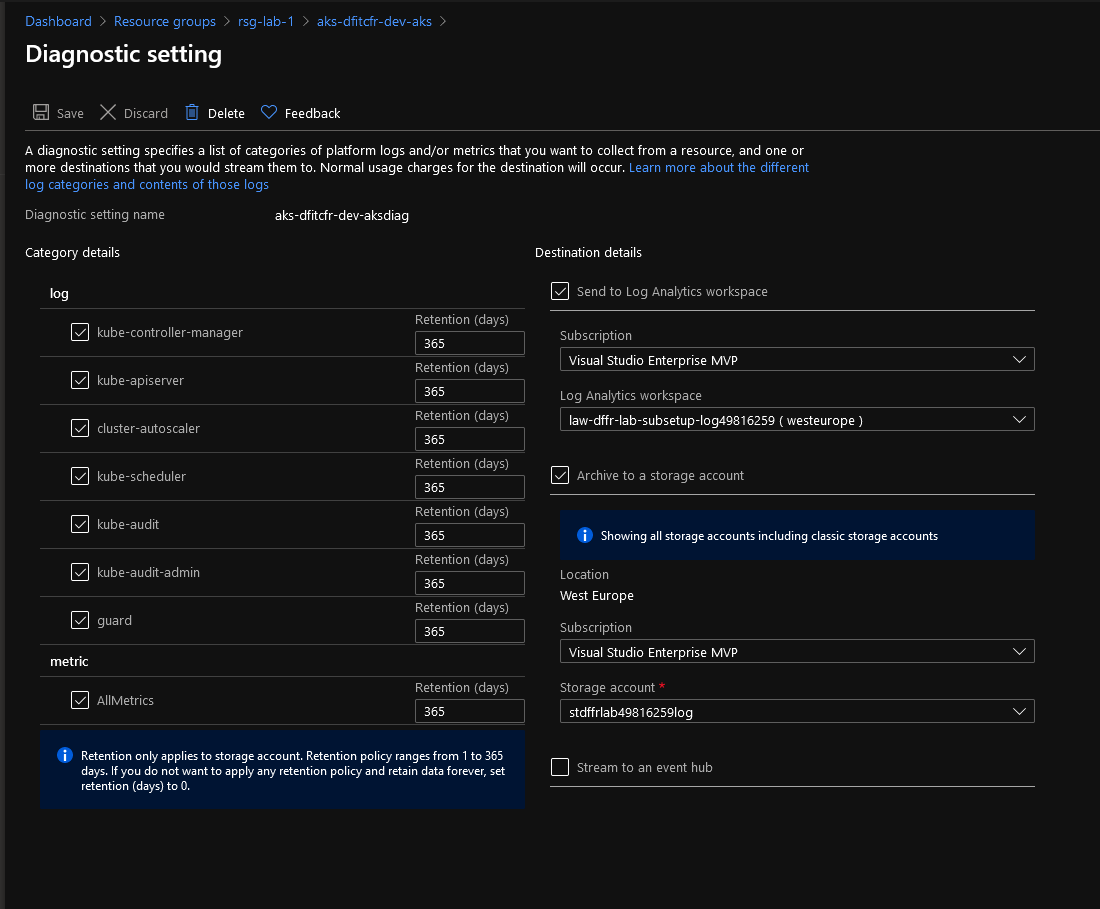 Dashboard > Resource groups > rsg-lab-1 > aks-dfitcfr-dev-aks >
Diagnostic setting
Save Discard Delete Feedback
A diagnostic setting specifies a list of categories of platform logs and/or metrics that you want to collect from a resource, and one or
more destinations that you would stream them to. Normal usage charges for the destination will occur. Learn more about the different
log categories and contents of those logs
Diagnostic setting name aks-dfitcfr-dev-aksdiag
Category details
log
Retention (days)
kube-controller-manager 365
Retention (days)
kube-apiserver 365
Retention (days)
cluster-autoscaler 365
Retention (days)
kube-scheduler 365
Retention (days)
kube-audit 365
Retention (days)
kube-audit-admin 365
Retention (days)
guard 365
metric
Retention (days)
AllMetrics 365
Retention only applies to storage account. Retention policy ranges from 1 to 365
days. If you do not want to apply any retention policy and retain data forever, set
retention (days) to 0.
Destination details
Send to Log Analytics workspace
Subscription
Visual Studio Enterprise MVP
Log Analytics workspace
law-dffr-lab-subsetup-log49816259 ( westeurope )
Archive to a storage account
Showing all storage accounts including classic storage accounts
Location
West Europe
Subscription
Visual Studio Enterprise MVP
Storage account *
stdffrlab49816259log
Stream to an event hub